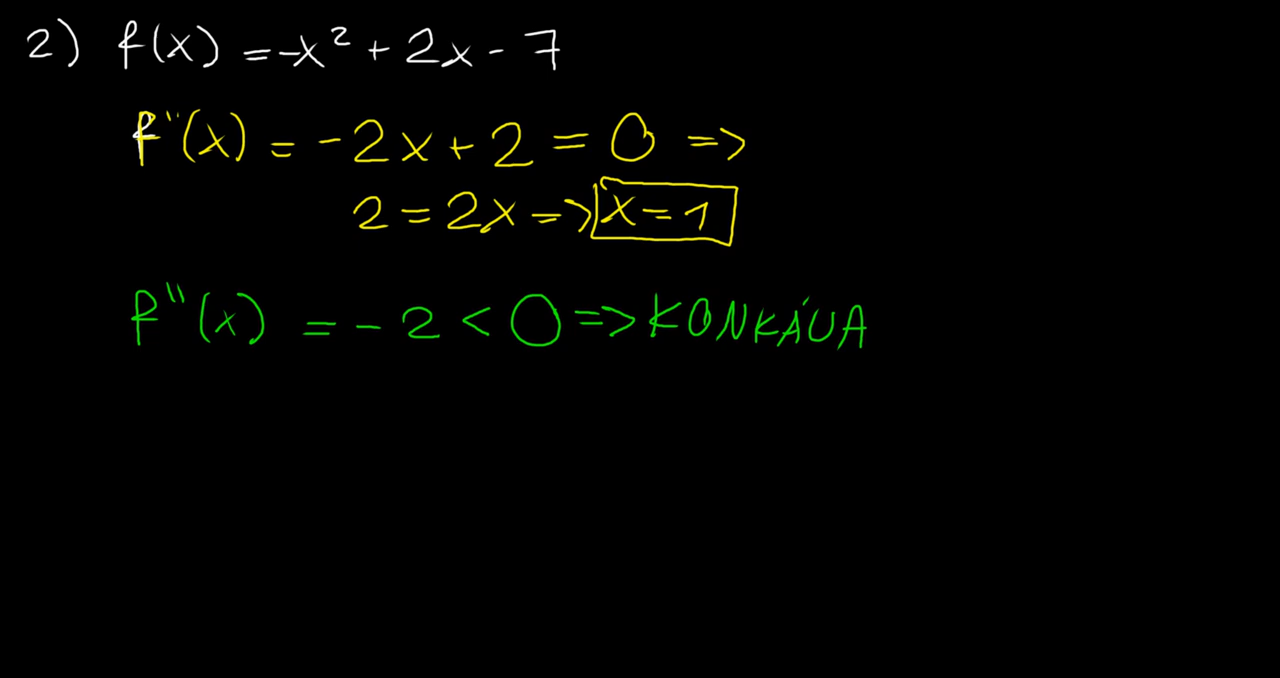 2) f(x) = -x² + 2x - 7
f''(x) = -2x + 2 = 0 =>
2 = 2x => x = 1
f''(x) = -2 < 0 => KONKÁVA